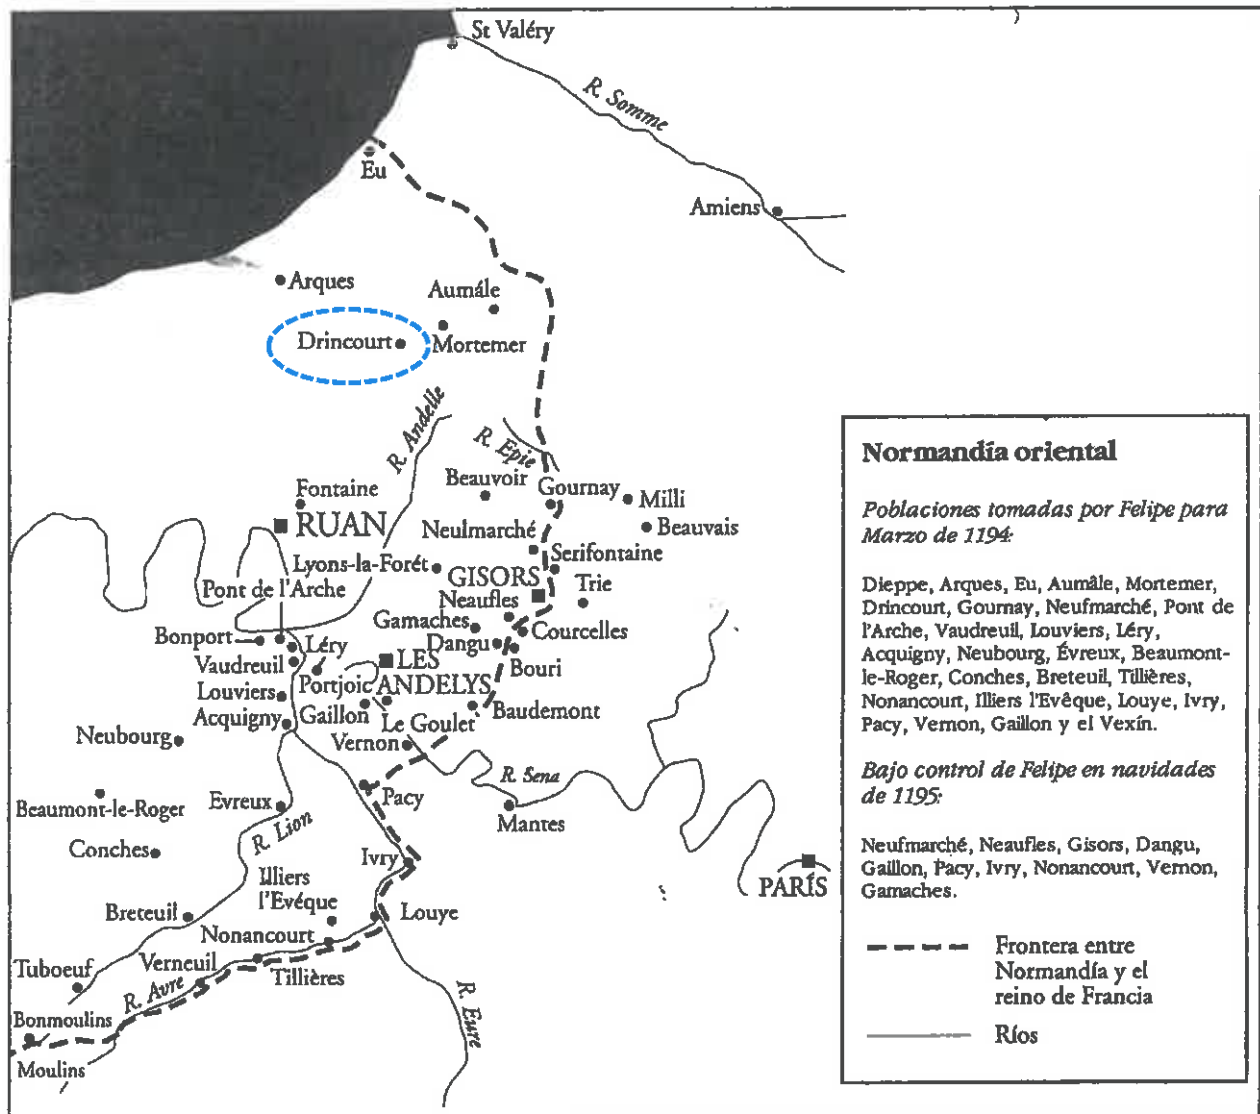 St Valéry
R. Somme
Eu
Amiens
Arques
Aumále
Drincourt
Mortemer
R. Andelle
R. Epie
Beauvoir
Gournay
Milli
Fontaine
RUAN
Neulmarché
Beauvais
Lyons-la-Forêt
Serifontaine
GISORS
Trie
Pont de l'Arche
Neaufles
Gamaches
Courcelles
Bonport
Léry
Dangu
Bouri
Vaudreuil
LES
ANDELYS
Portjoie
Louviers
Gaillon
Baudemont
Acquigny
Le Goulet
Neubourg
Vernon
R. Sena
Pacy
Mantes
Beaumont-le-Roger
Evreux
R. Lion
Conches
Ivry
PARÍS
Illiers
l'Evéque
Breteuil
Louye
Nonancourt
Tuboeuf
Verneuil
Tillières
R. Avre
R. Eure
Bonmoulins
Moulins
Normandía oriental
Poblaciones tomadas por Felipe para
Marzo de 1194:
Dieppe, Arques, Eu, Aumâle, Mortemer,
Drincourt, Gournay, Neufmarché, Pont de
l'Arche, Vaudreuil, Louviers, Léry,
Acquigny, Neubourg, Évreux, Beaumont-
le-Roger, Conches, Breteuil, Tillières,
Nonancourt, Illiers l'Evêque, Louye, Ivry,
Pacy, Vernon, Gaillon y el Vexín.
Bajo control de Felipe en navidades
de 1195:
Neufmarché, Neaufles, Gisors, Dangu,
Gaillon, Pacy, Ivry, Nonancourt, Vernon,
Gamaches.
Frontera entre
Normandía y el
reino de Francia
Ríos